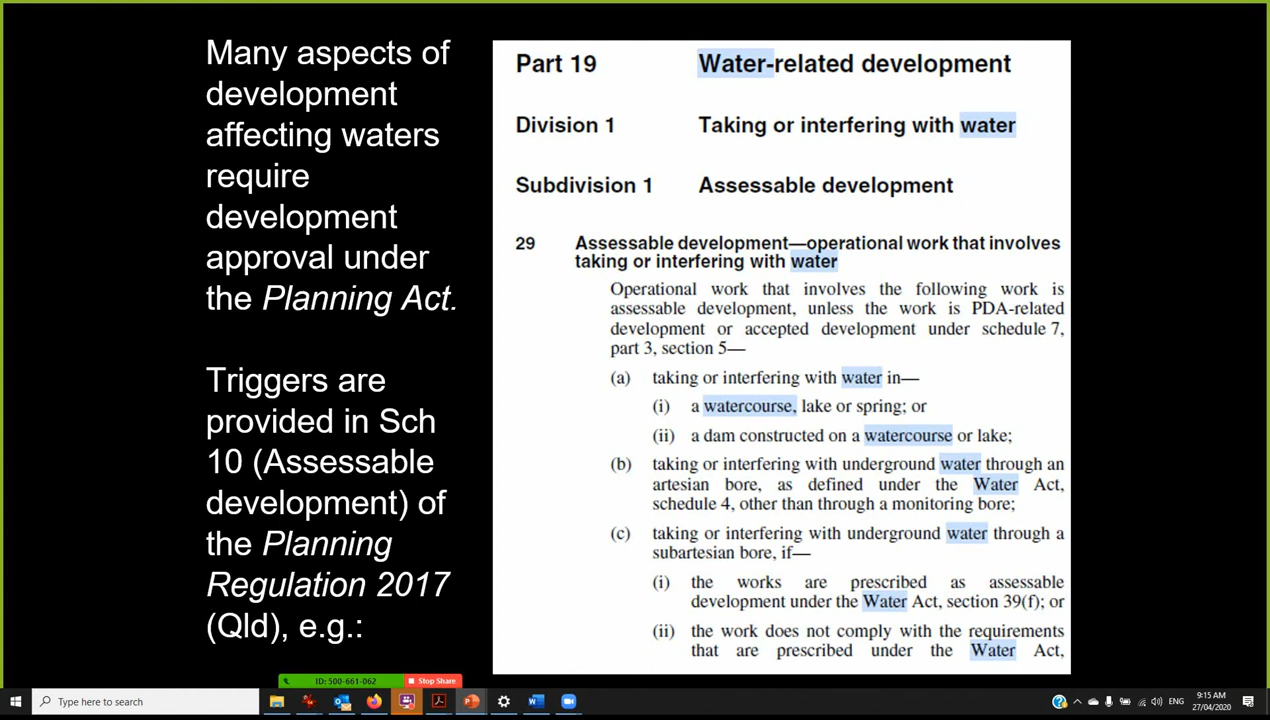 Many aspects of
development
affecting waters
require
development
approval under
the Planning Act.
Triggers are
provided in Sch
10 (Assessable
development) of
the Planning
Regulation 2017
(Qld), e.g.:
Part 19 Water-related development
Division 1 Taking or interfering with water
Subdivision 1 Assessable development
29 Assessable development—operational work that involves
taking or interfering with water
Operational work that involves the following work is
assessable development, unless the work is PDA-related
development or accepted development under schedule 7,
part 3, section 5—
(a) taking or interfering with water in—
(i) a watercourse, lake or spring; or
(ii) a dam constructed on a watercourse or lake;
(b) taking or interfering with underground water through an
artesian bore, as defined under the Water Act,
schedule 4, other than through a monitoring bore;
(c) taking or interfering with underground water through a
subartesian bore, if—
(i) the works are prescribed as assessable
development under the Water Act, section 39(f); or
(ii) the work does not comply with the requirements
that are prescribed under the Water Act,
ID: 500-661-062 Stop Share
Type here to search
ENG
9:15 AM
27/04/2020